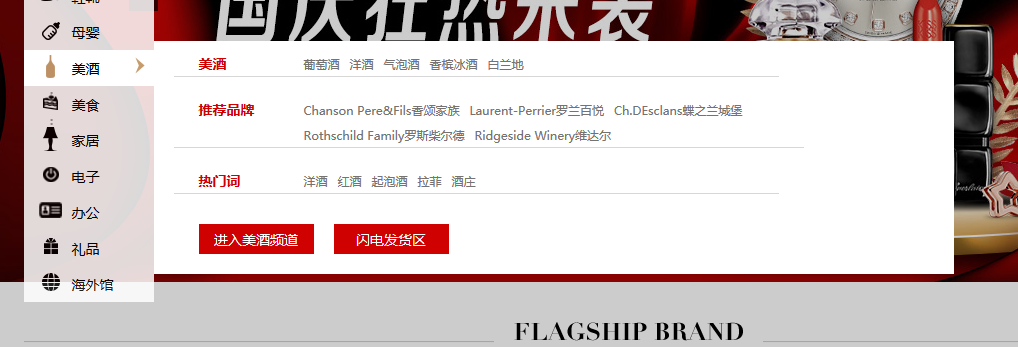 国庆狂热来袭
母婴
美酒
美食
家居
电子
办公
礼品
海外馆
美酒 葡萄酒 洋酒 气泡酒 香槟冰酒 白兰地
推荐品牌 Chanson Pere&Fils香颂家族 Laurent-Perrier罗兰百悦 Ch.DEsclans蝶之兰城堡
Rothschild Family罗斯柴尔德 Ridgeside Winery维达尔
热门词 洋酒 红酒 起泡酒 拉菲 酒庄
进入美酒频道 闪电发货区
FLAGSHIP BRAND